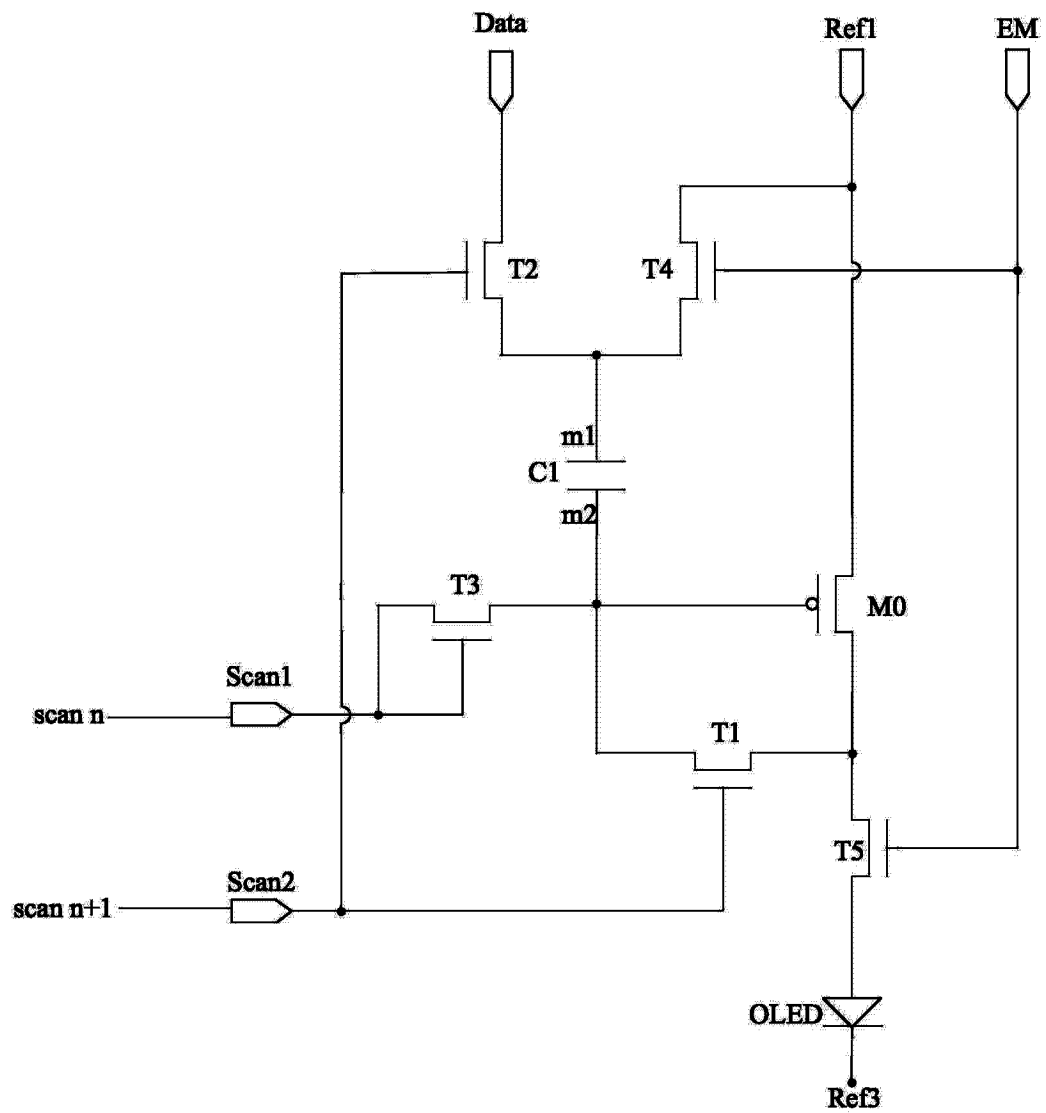 Data
Ref1
EM
T2
T4
m1
C1
m2
T3
M0
Scan1
scan n
T1
T5
Scan2
scan n+1
OLED
Ref3